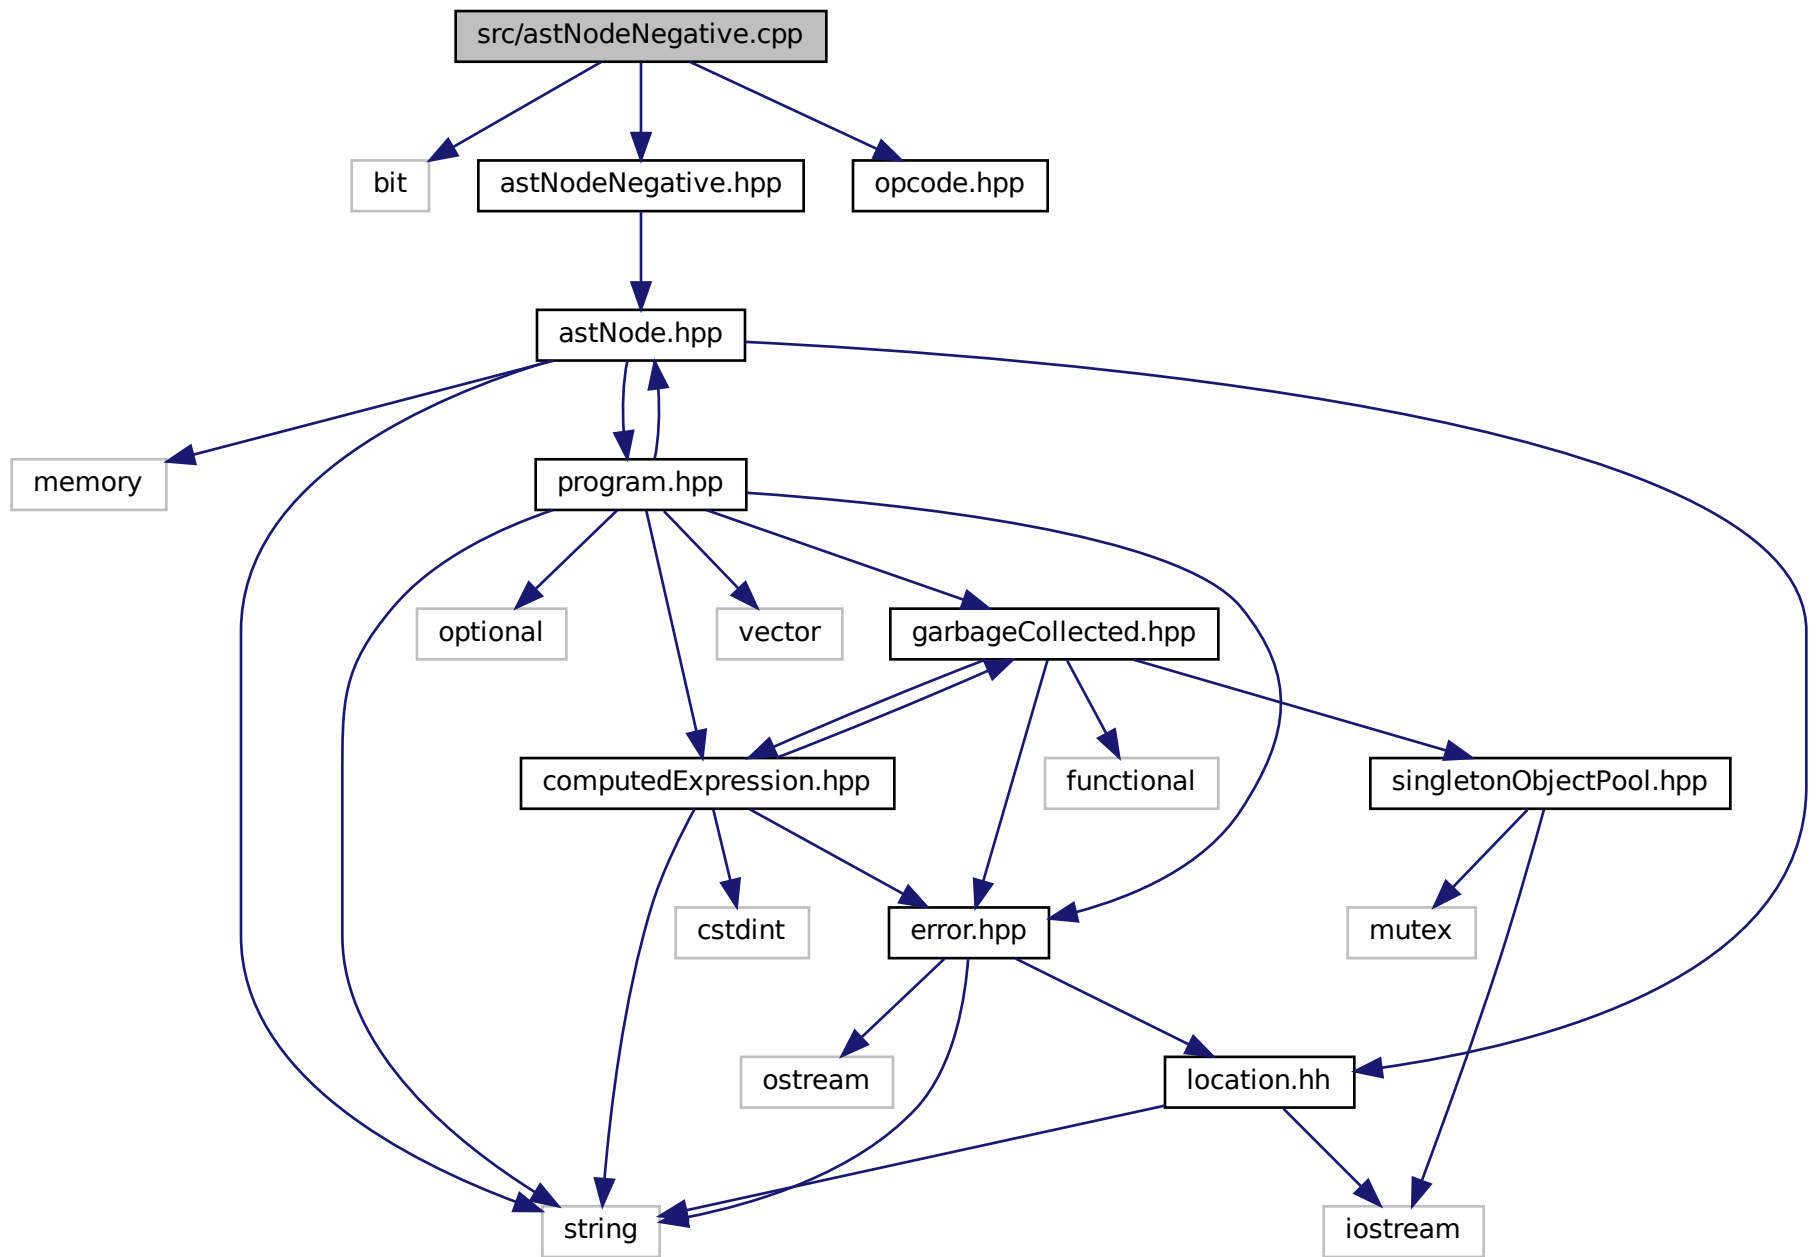 src/astNodeNegative.cpp
bit
astNodeNegative.hpp
opcode.hpp
astNode.hpp
memory
program.hpp
optional
vector
garbageCollected.hpp
computedExpression.hpp
functional
singletonObjectPool.hpp
cstdint
error.hpp
mutex
ostream
location.hh
string
iostream